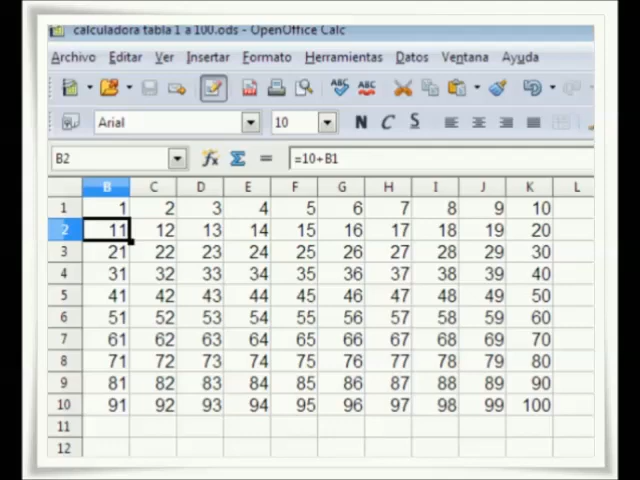 calculadora tabla 1 a 100.ods - OpenOffice Calc
Archivo Editar Ver Insertar Formato Herramientas Datos Ventana Ayuda
ABC ABC
Arial 10 N C S
B2 =10+B1
B C D E F G H I J K L
1 1 2 3 4 5 6 7 8 9 10
2 11 12 13 14 15 16 17 18 19 20
3 21 22 23 24 25 26 27 28 29 30
4 31 32 33 34 35 36 37 38 39 40
5 41 42 43 44 45 46 47 48 49 50
6 51 52 53 54 55 56 57 58 59 60
7 61 62 63 64 65 66 67 68 69 70
8 71 72 73 74 75 76 77 78 79 80
9 81 82 83 84 85 86 87 88 89 90
10 91 92 93 94 95 96 97 98 99 100
11
12